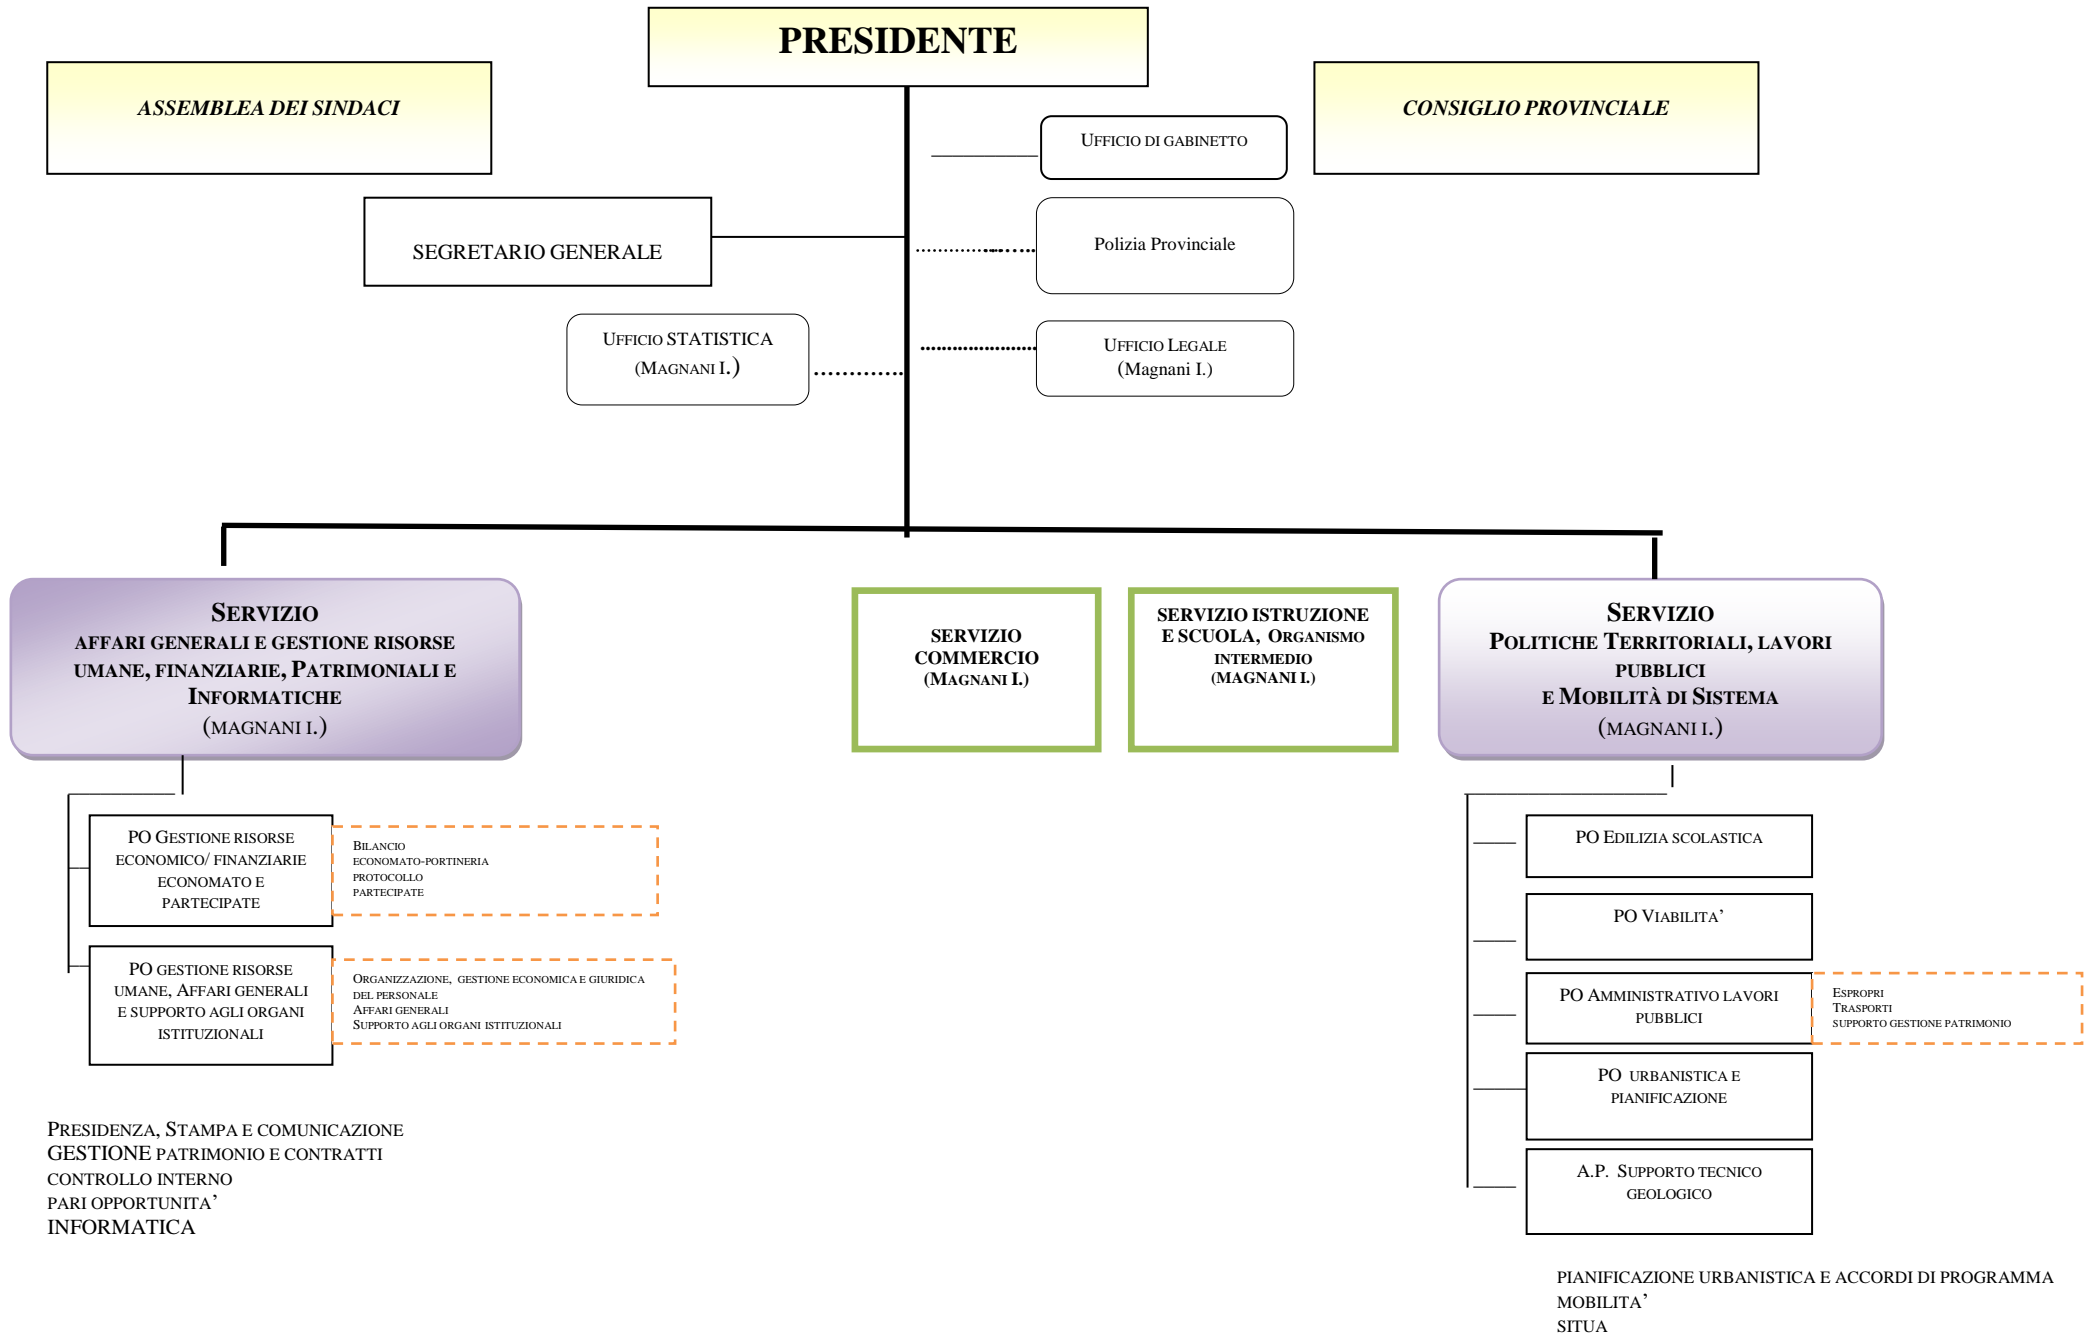 PRESIDENTE
ASSEMBLEA DEI SINDACI
CONSIGLIO PROVINCIALE
UFFICIO DI GABINETTO
SEGRETARIO GENERALE
Polizia Provinciale
UFFICIO STATISTICA
(MAGNANI I.)
UFFICIO LEGALE
(Magnani I.)
SERVIZIO
AFFARI GENERALI E GESTIONE RISORSE
UMANE, FINANZIARIE, PATRIMONIALI E
INFORMATICHE
(MAGNANI I.)
SERVIZIO
COMMERCIO
(MAGNANI I.)
SERVIZIO ISTRUZIONE
E SCUOLA, ORGANISMO
INTERMEDIO
(MAGNANI I.)
SERVIZIO
POLITICHE TERRITORIALI, LAVORI
PUBBLICI
E MOBILITÀ DI SISTEMA
(MAGNANI I.)
PO GESTIONE RISORSE
ECONOMICO/ FINANZIARIE
ECONOMATO E
PARTECIPATE
BILANCIO
ECONOMATO-PORTINERIA
PROTOCOLLO
PARTECIPATE
PO GESTIONE RISORSE
UMANE, AFFARI GENERALI
E SUPPORTO AGLI ORGANI
ISTITUZIONALI
ORGANIZZAZIONE, GESTIONE ECONOMICA E GIURIDICA
DEL PERSONALE
AFFARI GENERALI
SUPPORTO AGLI ORGANI ISTITUZIONALI
PRESIDENZA, STAMPA E COMUNICAZIONE
GESTIONE PATRIMONIO E CONTRATTI
CONTROLLO INTERNO
PARI OPPORTUNITA’
INFORMATICA
PO EDILIZIA SCOLASTICA
PO VIABILITA’
PO AMMINISTRATIVO LAVORI
PUBBLICI
ESPROPRI
TRASPORTI
SUPPORTO GESTIONE PATRIMONIO
PO URBANISTICA E
PIANIFICAZIONE
A.P. SUPPORTO TECNICO
GEOLOGICO
PIANIFICAZIONE URBANISTICA E ACCORDI DI PROGRAMMA
MOBILITA’
SITUA